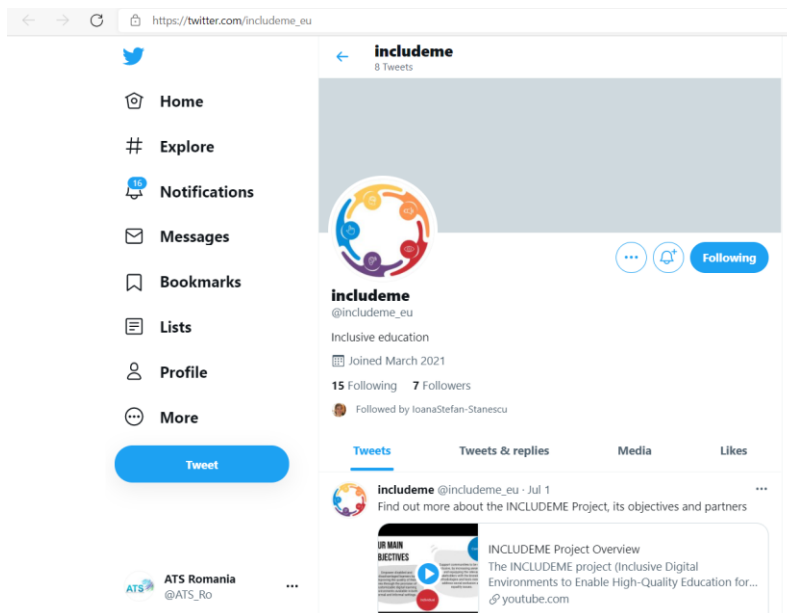 https://twitter.com/includeme_eu
includeme
8 Tweets
Home
Explore
16
Notifications
Messages
Bookmarks
Lists
Profile
More
Tweet
ATS
ATS Romania
@ATS_Ro
Following
includeme
@includeme_eu
Inclusive education
Joined March 2021
15 Following 7 Followers
Followed by IoanaStefan-Stanescu
Tweets Tweets & replies Media Likes
includeme @includeme_eu · Jul 1
Find out more about the INCLUDEME Project, its objectives and partners
UR MAIN
BJECTIVES
INCLUDEME Project Overview
The INCLUDEME project (Inclusive Digital
Environments to Enable High-Quality Education for...
youtube.com